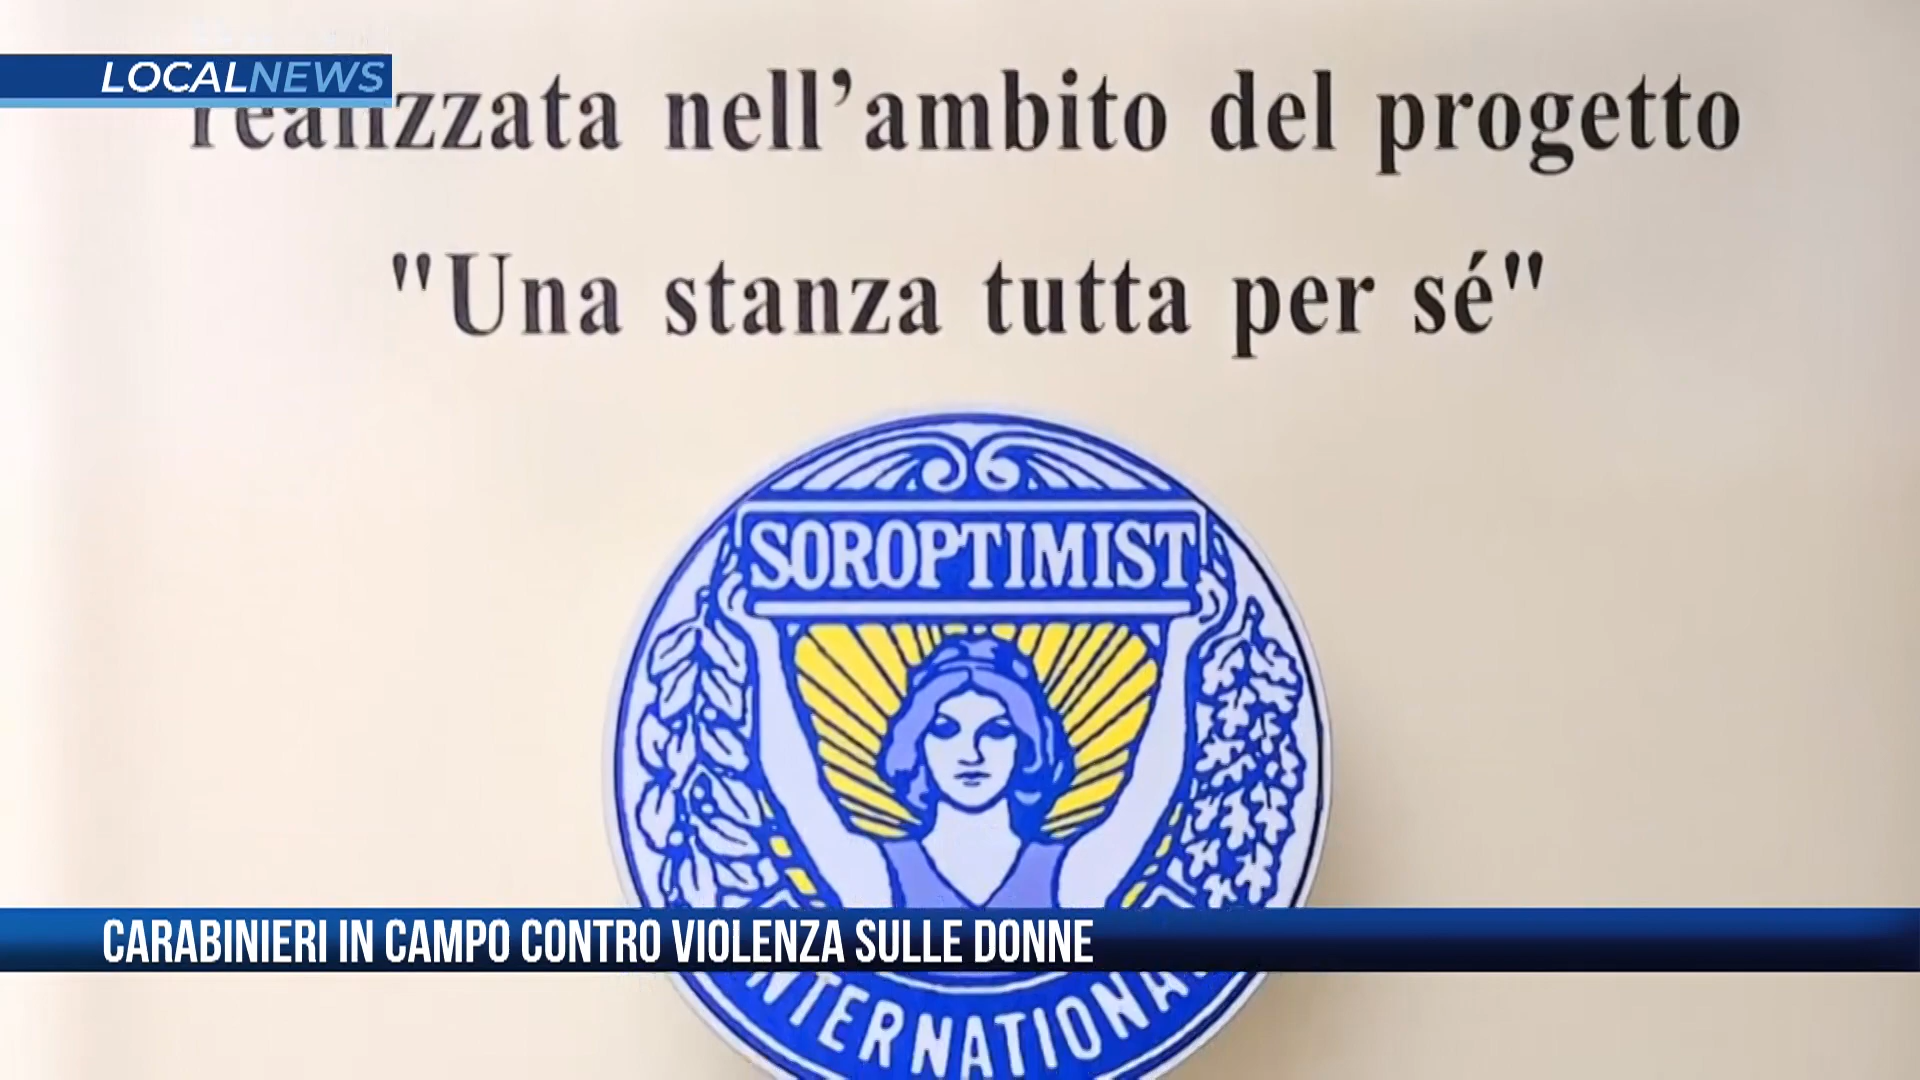 LOCALNEWS
realizzata nell'ambito del progetto
"Una stanza tutta per sé"
SOROPTIMIST
CARABINIERI IN CAMPO CONTRO VIOLENZA SULLE DONNE
INTERNATIONAL